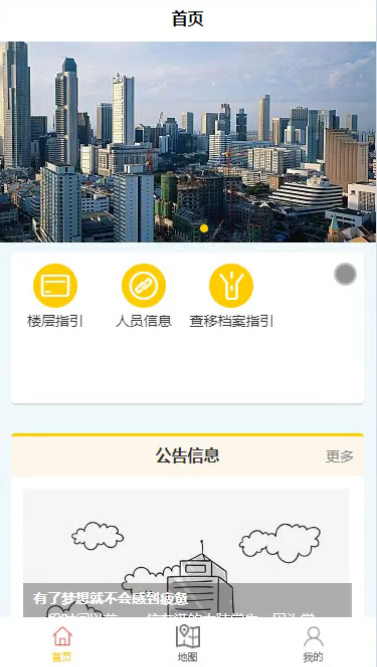 首页
楼层指引 人员信息 查移档案指引
公告信息 更多
有了梦想就不会感到疲惫
首页 地图 我的